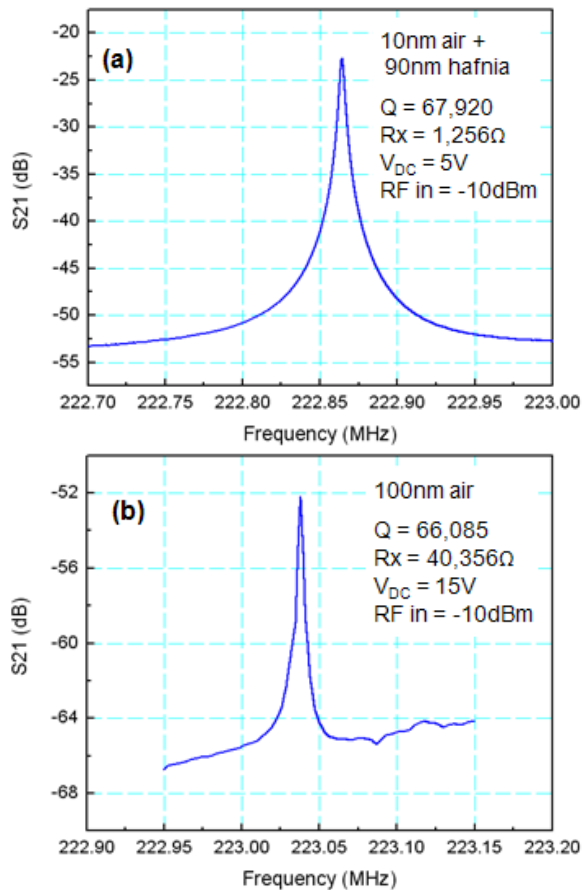 (a)
10nm air +
90nm hafnia
Q = 67,920
Rx = 1,256Ω
VDC = 5V
RF in = -10dBm
S21 (dB)
-20
-25
-30
-35
-40
-45
-50
-55
222.70 222.75 222.80 222.85 222.90 222.95 223.00
Frequency (MHz)
(b)
100nm air
Q = 66,085
Rx = 40,356Ω
VDC = 15V
RF in = -10dBm
S21 (dB)
-52
-56
-60
-64
-68
222.90 222.95 223.00 223.05 223.10 223.15 223.20
Frequency (MHz)